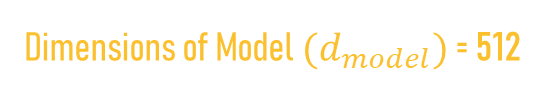 Dimensions of Model (d_model) = 512